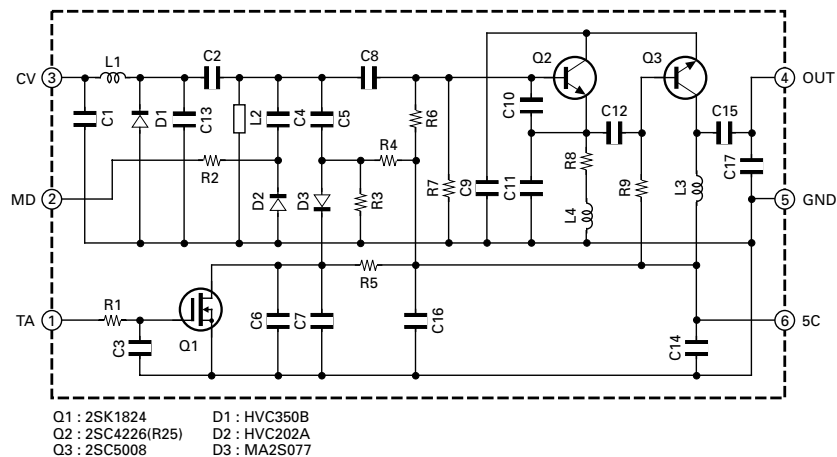 L1
C2
C8
Q2
Q3
CV 3
4 OUT
C1
D1
C13
L2
C4
C5
R6
C10
C12
C15
R4
R8
C17
R2
MD 2
D2
D3
R3
R7
C9
C11
L4
R9
L3
5 GND
R5
TA 1
R1
C3
Q1
C6
C7
C16
C14
6 5C
Q1 : 2SK1824 D1 : HVC350B
Q2 : 2SC4226(R25) D2 : HVC202A
Q3 : 2SC5008 D3 : MA2S077